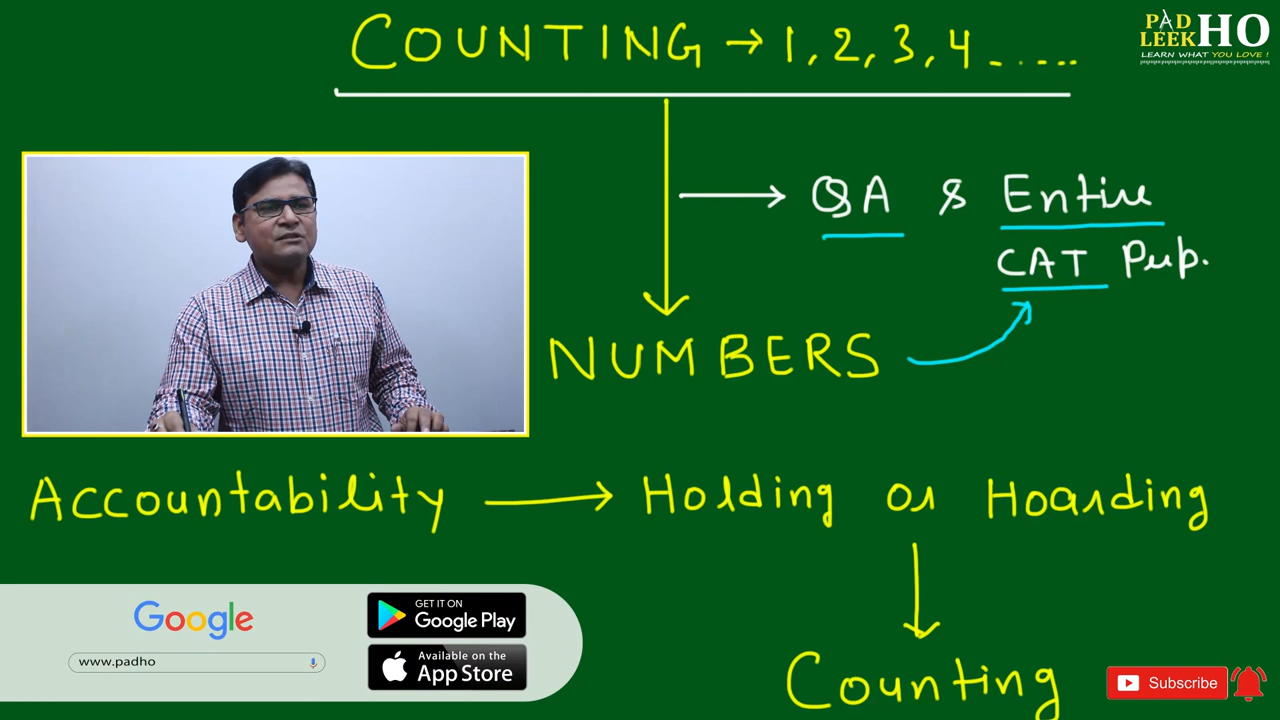 COUNTING → 1, 2, 3, 4 - . . . . .
PAD HO
LEEK
LEARN WHAT YOU LOVE !
QA & Entire
CAT Prep.
NUMBERS
Accountability → Holding or Hoarding
Counting
Google
www.padho
GET IT ON
Google Play
Available on the
App Store
Subscribe